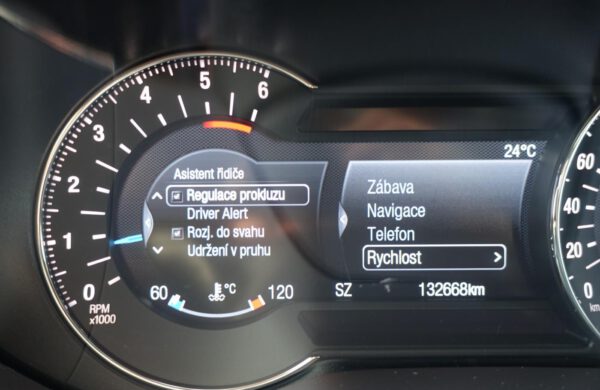 6
5
4
3
2
1
0
RPM
x1000
Asistent řidiče
Regulace prokluzu
Driver Alert
Rozj. do svahu
Udržení v pruhu
60 °C 120
24°C
Zábava
Navigace
Telefon
Rychlost >
SZ 132668km
60
40
20
0
km